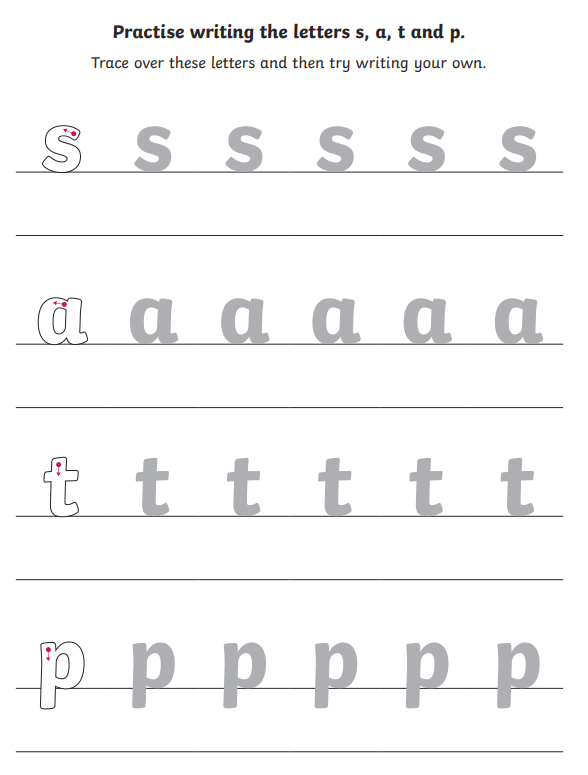 Practise writing the letters s, a, t and p.
Trace over these letters and then try writing your own.
s s s s s s
a a a a a a
t t t t t t
p p p p p p